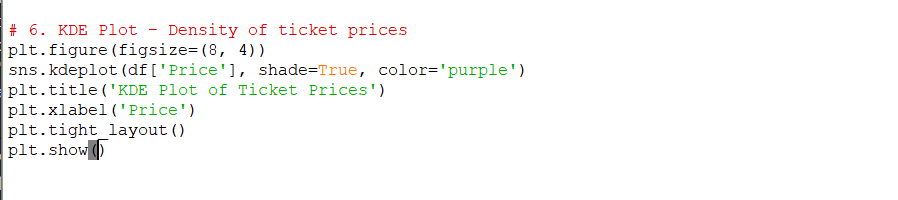 # 6. KDE Plot - Density of ticket prices
plt.figure(figsize=(8, 4))
sns.kdeplot(df['Price'], shade=True, color='purple')
plt.title('KDE Plot of Ticket Prices')
plt.xlabel('Price')
plt.tight_layout()
plt.show()